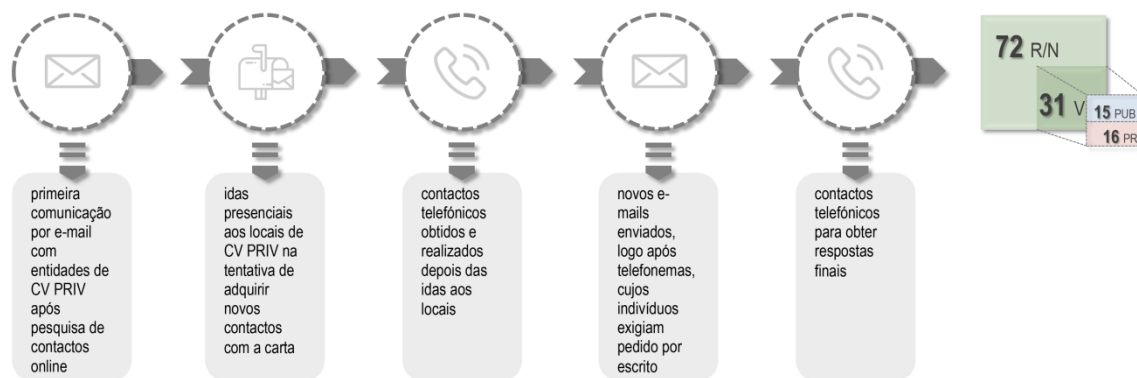 primeira
comunicação
por e-mail
com
entidades de
CV PRIV
após
pesquisa de
contactos
online
idas
presenciais
aos locais de
CV PRIV na
tentativa de
adquirir
novos
contactos
com a carta
contactos
telefónicos
obtidos e
realizados
depois das
idas aos
locais
novos e-
mails
enviados,
logo após
telefonemas,
cujos
indivíduos
exigiam
pedido por
escrito
contactos
telefónicos
para obter
respostas
finais
72 R/N
31 V
15 PUB
16 PR